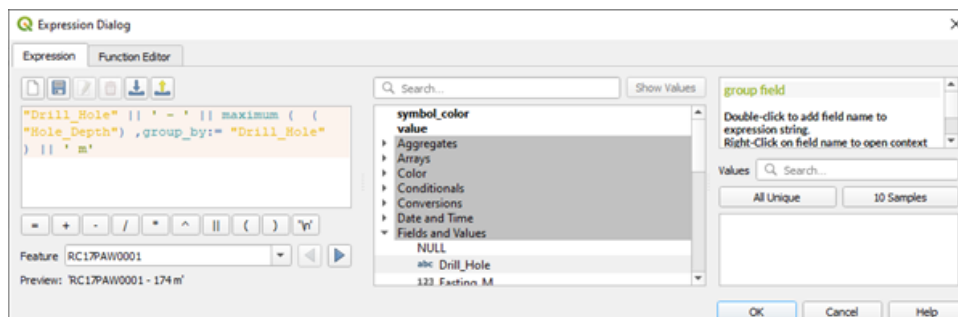 Expression Dialog
Expression
Function Editor
"Drill_Hole" || ' - ' || maximum ( (
"Hole_Depth") ,group_by:= "Drill_Hole"
) || ' m'
= + - / * ^ || ( ) '\n'
Feature RC17PAW0001
Preview: 'RC17PAW0001 - 174 m'
Search...
Show Values
symbol_color
value
Aggregates
Arrays
Color
Conditionals
Conversions
Date and Time
Fields and Values
NULL
abc Drill_Hole
123 Easting_M
group field
Double-click to add field name to
expression string.
Right-Click on field name to open context
Values Search...
All Unique
10 Samples
OK
Cancel
Help